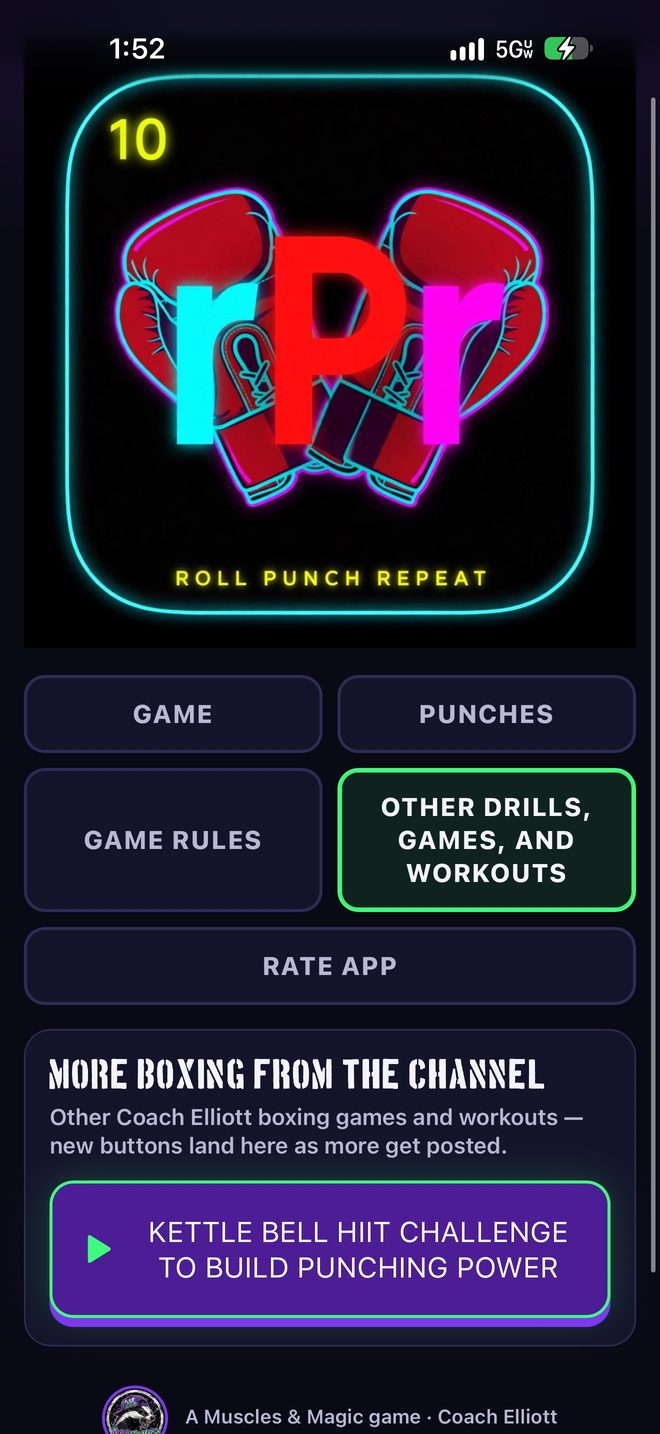 1:52
5GUW
10
rPr
ROLL PUNCH REPEAT
GAME
PUNCHES
GAME RULES
OTHER DRILLS,
GAMES, AND
WORKOUTS
RATE APP
MORE BOXING FROM THE CHANNEL
Other Coach Elliott boxing games and workouts —
new buttons land here as more get posted.
KETTLE BELL HIIT CHALLENGE
TO BUILD PUNCHING POWER
A Muscles & Magic game · Coach Elliott